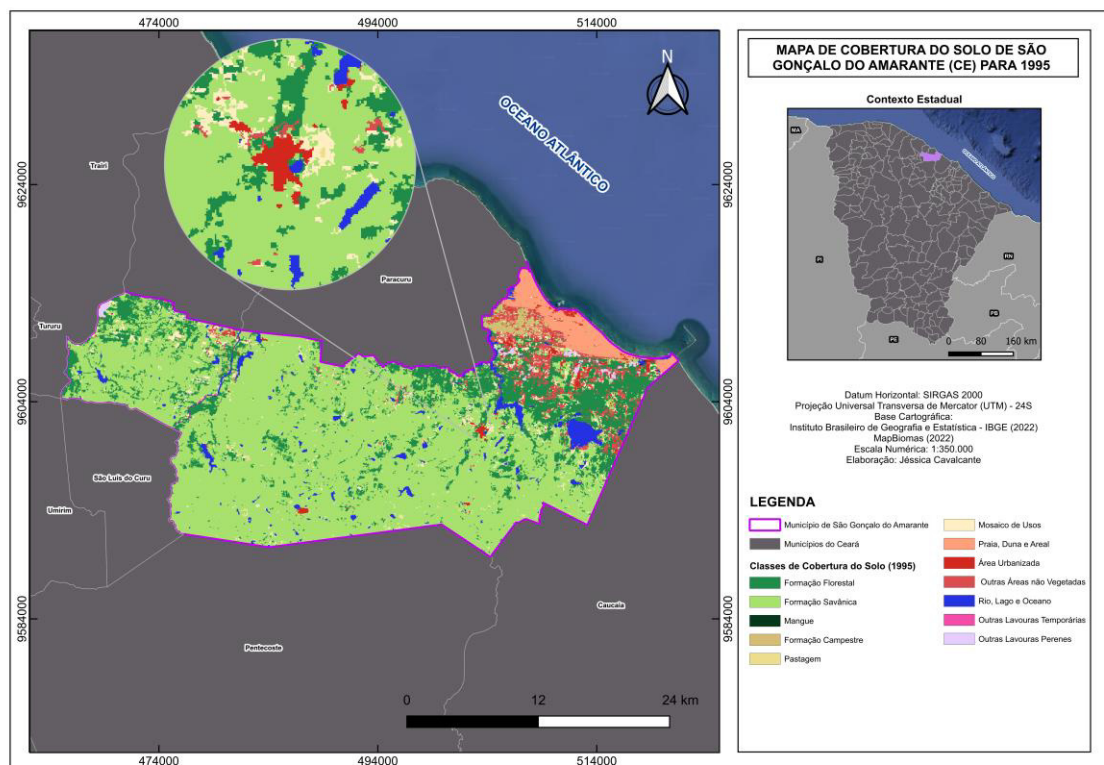 474000
494000
514000
N
OCEANO ATLÂNTICO
Trairi
9624000
9624000
Paracuru
Tururu
9604000
9604000
São Luís do Curu
Umirim
Caucaia
9584000
9584000
Pentecoste
0
12
24 km
474000
494000
514000
MAPA DE COBERTURA DO SOLO DE SÃO
GONÇALO DO AMARANTE (CE) PARA 1995
Contexto Estadual
MA
PI
RN
PB
PE
0
80
160 km
Datum Horizontal: SIRGAS 2000
Projeção Universal Transversa de Mercator (UTM) - 24S
Base Cartográfica:
Instituto Brasileiro de Geografia e Estatística - IBGE (2022)
MapBiomas (2022)
Escala Numérica: 1:350.000
Elaboração: Jéssica Cavalcante
LEGENDA
Município de São Gonçalo do Amarante
Municípios do Ceará
Classes de Cobertura do Solo (1995)
Formação Florestal
Formação Savânica
Mangue
Formação Campestre
Pastagem
Mosaico de Usos
Praia, Duna e Areal
Área Urbanizada
Outras Áreas não Vegetadas
Rio, Lago e Oceano
Outras Lavouras Temporárias
Outras Lavouras Perenes